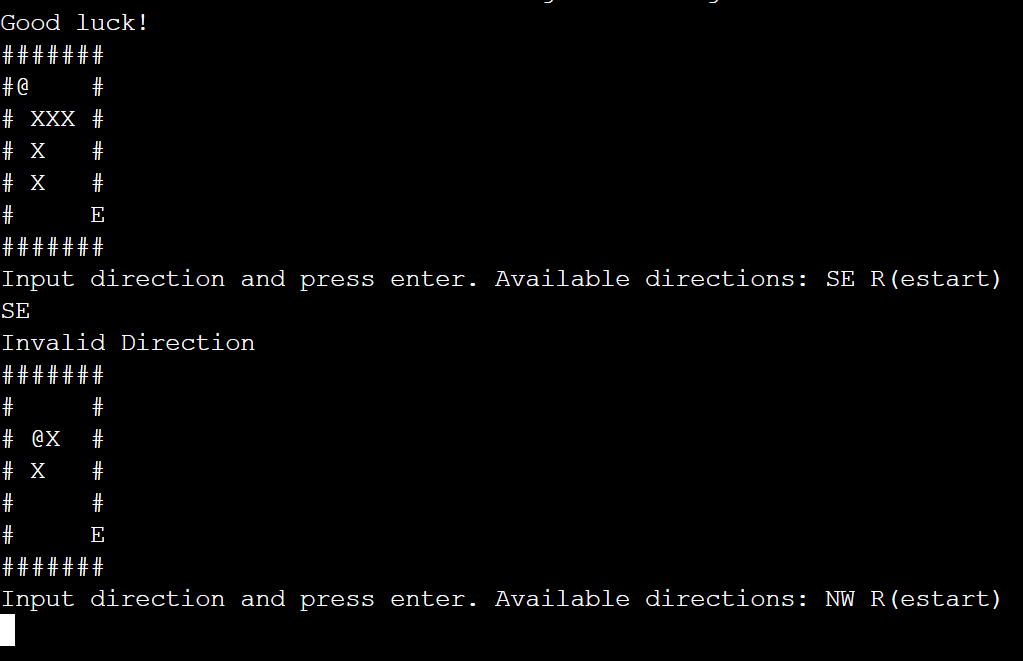 Good luck!
#######
#@    #
# XXX #
# X   #
# X   #
#     E
#######
Input direction and press enter. Available directions: SE R(estart)
SE
Invalid Direction
#######
#     #
# @X  #
# X   #
#     #
#     E
#######
Input direction and press enter. Available directions: NW R(estart)